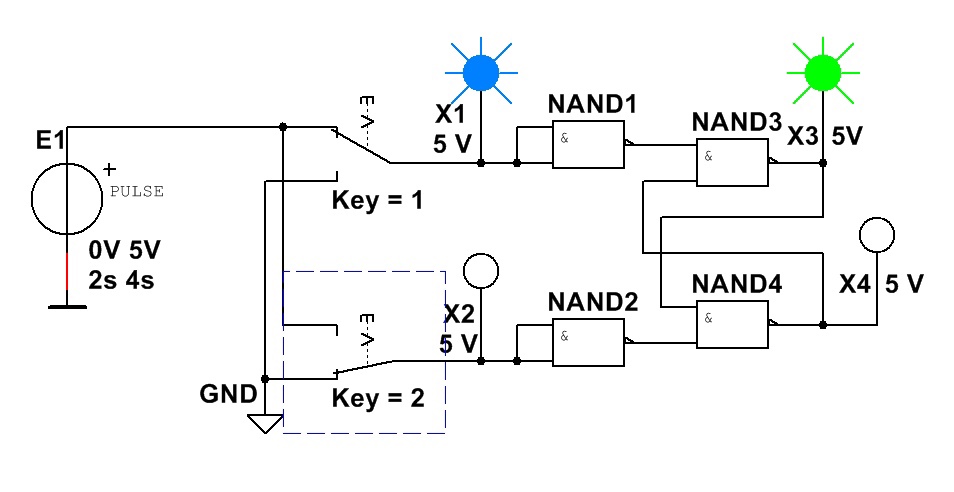 E1
+
PULSE
0V 5V
2s 4s
GND
Key = 1
Key = 2
X1
5 V
X2
5 V
NAND1
&
NAND2
&
NAND3
&
NAND4
&
X3 5V
X4 5 V